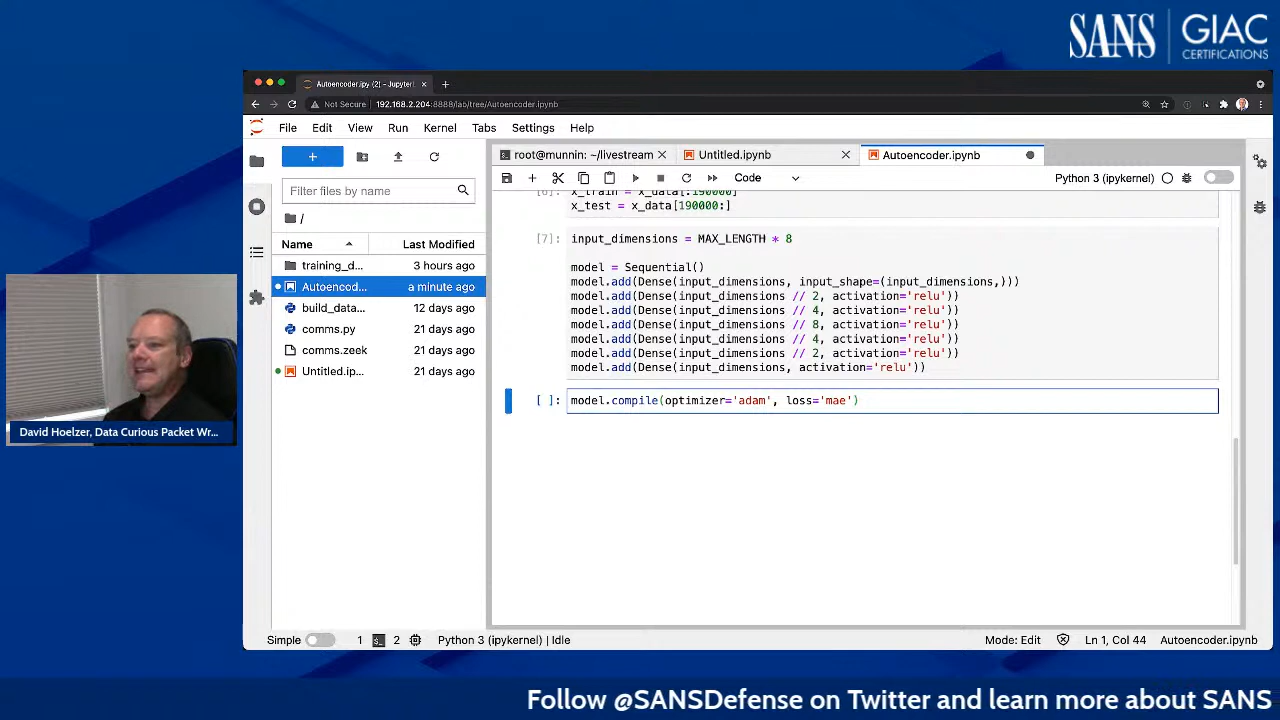 SANS GIAC CERTIFICATIONS
Autoencoder.ipy (2) - JupyterL
Not Secure 192.168.2.204:8888/lab/tree/Autoencoder.ipynb
File Edit View Run Kernel Tabs Settings Help
root@munnin: ~/livestream Untitled.ipynb Autoencoder.ipynb
Code Python 3 (ipykernel)
Filter files by name
/
Name Last Modified
training_d... 3 hours ago
Autoencod... a minute ago
build_data... 12 days ago
comms.py 21 days ago
comms.zeek 21 days ago
Untitled.ip... 21 days ago
[6]: x_train = x_data[:190000]
x_test = x_data[190000:]
[7]: input_dimensions = MAX_LENGTH * 8
model = Sequential()
model.add(Dense(input_dimensions, input_shape=(input_dimensions,)))
model.add(Dense(input_dimensions // 2, activation='relu'))
model.add(Dense(input_dimensions // 4, activation='relu'))
model.add(Dense(input_dimensions // 8, activation='relu'))
model.add(Dense(input_dimensions // 4, activation='relu'))
model.add(Dense(input_dimensions // 2, activation='relu'))
model.add(Dense(input_dimensions, activation='relu'))
[ ]: model.compile(optimizer='adam', loss='mae')
David Hoelzer, Data Curious Packet Wr...
Simple 1 2 Python 3 (ipykernel) | Idle Mode: Edit Ln 1, Col 44 Autoencoder.ipynb
Follow @SANSDefense on Twitter and learn more about SANS